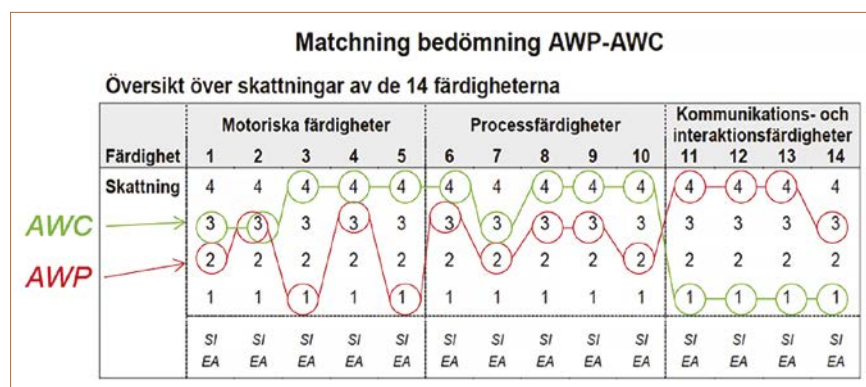 Matchning bedömning AWP-AWC
Översikt över skattningar av de 14 färdigheterna
Motoriska färdigheter Processfärdigheter Kommunikations- och interaktionsfärdigheter
Färdighet 1 2 3 4 5 6 7 8 9 10 11 12 13 14
Skattning 4 4 4 4 4 4 4 4 4 4 4 4 4 4
AWC 3 3 3 3 3 3 3 3 3 3 3 3 3 3
AWP 2 2 2 2 2 2 2 2 2 2 2 2 2 2
1 1 1 1 1 1 1 1 1 1 1 1 1 1
SI SI SI SI SI SI SI SI SI SI SI SI SI SI
EA EA EA EA EA EA EA EA EA EA EA EA EA EA